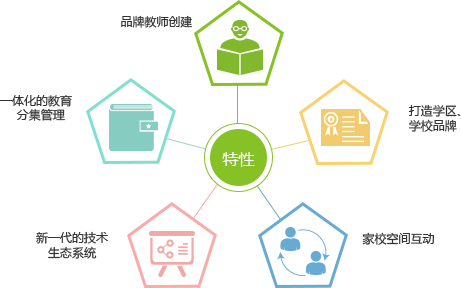 品牌教师创建
一体化的教育
分集管理
打造学区、
学校品牌
特性
新一代的技术
生态系统
家校空间互动